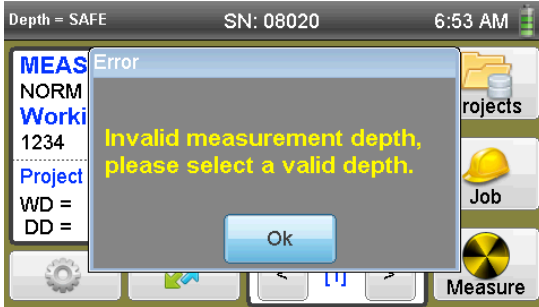 Depth = SAFE SN: 08020 6:53 AM
MEAS
Error
NORM
Worki
1234
Invalid measurement depth,
please select a valid depth.
Project
WD =
DD =
Ok
rojects
Job
< [1] >
Measure